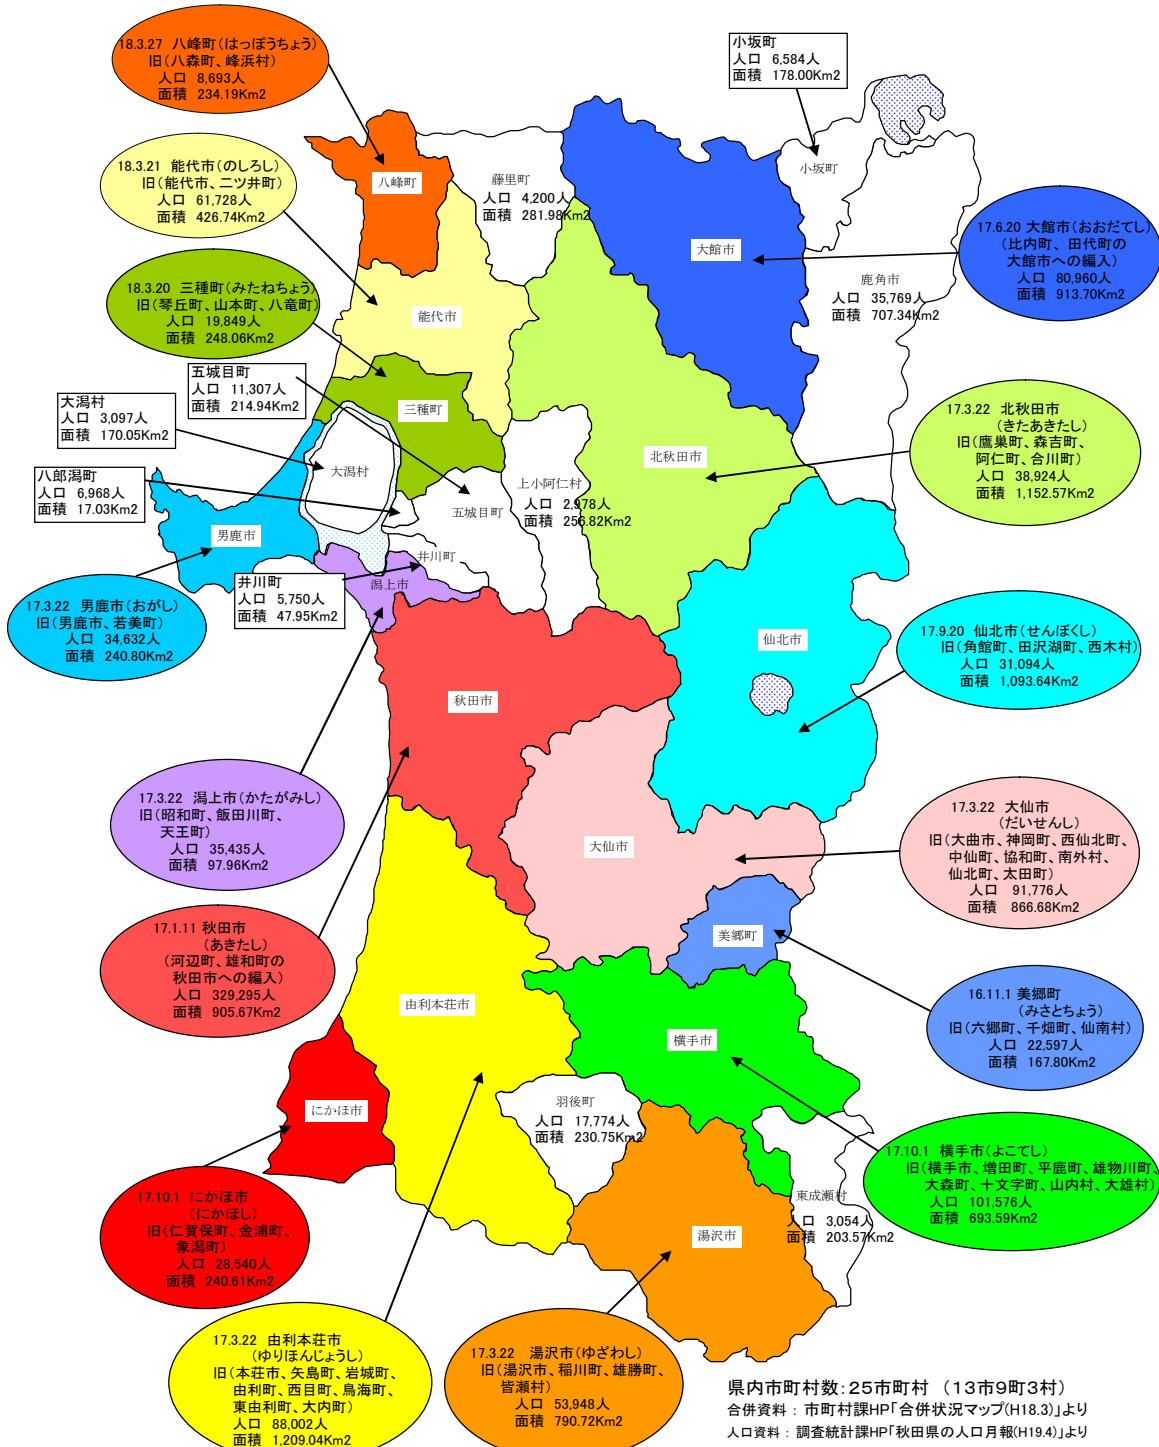 18.3.27 八峰町(はっぽうちょう)
旧(八森町、峰浜村)
人口 8,693人
面積 234.19Km2
小坂町
人口 6,584人
面積 178.00Km2
18.3.21 能代市(のしろし)
旧(能代市、二ツ井町)
人口 61,728人
面積 426.74Km2
八峰町
藤里町
人口 4,200人
面積 281.98Km2
小坂町
大館市
17.6.20 大館市(おおだてし)
(比内町、田代町の
大館市への編入)
人口 80,960人
面積 913.70Km2
鹿角市
人口 35,769人
面積 707.34Km2
18.3.20 三種町(みたねちょう)
旧(琴丘町、山本町、八竜町)
人口 19,849人
面積 248.06Km2
能代市
五城目町
人口 11,307人
面積 214.94Km2
大潟村
人口 3,097人
面積 170.05Km2
三種町
17.3.22 北秋田市
(きたあきたし)
旧(鷹巣町、森吉町、
阿仁町、合川町)
人口 38,924人
面積 1,152.57Km2
八郎潟町
人口 6,968人
面積 17.03Km2
大潟村
北秋田市
上小阿仁村
人口 2,978人
面積 256.82Km2
五城目町
男鹿市
井川町
潟上市
井川町
人口 5,750人
面積 47.95Km2
17.3.22 男鹿市(おがし)
旧(男鹿市、若美町)
人口 34,632人
面積 240.80Km2
仙北市
17.9.20 仙北市(せんぼくし)
旧(角館町、田沢湖町、西木村)
人口 31,094人
面積 1,093.64Km2
秋田市
17.3.22 潟上市(かたがみし)
旧(昭和町、飯田川町、
天王町)
人口 35,435人
面積 97.96Km2
大仙市
17.3.22 大仙市
(だいせんし)
旧(大曲市、神岡町、西仙北町、
中仙町、協和町、南外村、
仙北町、太田町)
人口 91,776人
面積 866.68Km2
17.1.11 秋田市
(あきたし)
(河辺町、雄和町の
秋田市への編入)
人口 329,295人
面積 905.67Km2
美郷町
16.11.1 美郷町
(みさとちょう)
旧(六郷町、千畑町、仙南村)
人口 22,597人
面積 167.80Km2
由利本荘市
横手市
にかほ市
羽後町
人口 17,774人
面積 230.75Km2
17.10.1 横手市(よこてし)
旧(横手市、増田町、平鹿町、雄物川町、
大森町、十文字町、山内村、大雄村)
人口 101,576人
面積 693.59Km2
17.10.1 にかほ市
(にかほし)
旧(仁賀保町、金浦町、
象潟町)
人口 28,540人
面積 240.61Km2
東成瀬村
人口 3,054人
面積 203.57Km2
湯沢市
17.3.22 由利本荘市
(ゆりほんじょうし)
旧(本荘市、矢島町、岩城町、
由利町、西目町、鳥海町、
東由利町、大内町)
人口 88,002人
面積 1,209.04Km2
17.3.22 湯沢市(ゆざわし)
旧(湯沢市、稲川町、雄勝町、
皆瀬村)
人口 53,948人
面積 790.72Km2
県内市町村数:25市町村 (13市9町3村)
合併資料 : 市町村課HP「合併状況マップ(H18.3)」より
人口資料 : 調査統計課HP「秋田県の人口月報(H19.4)」より